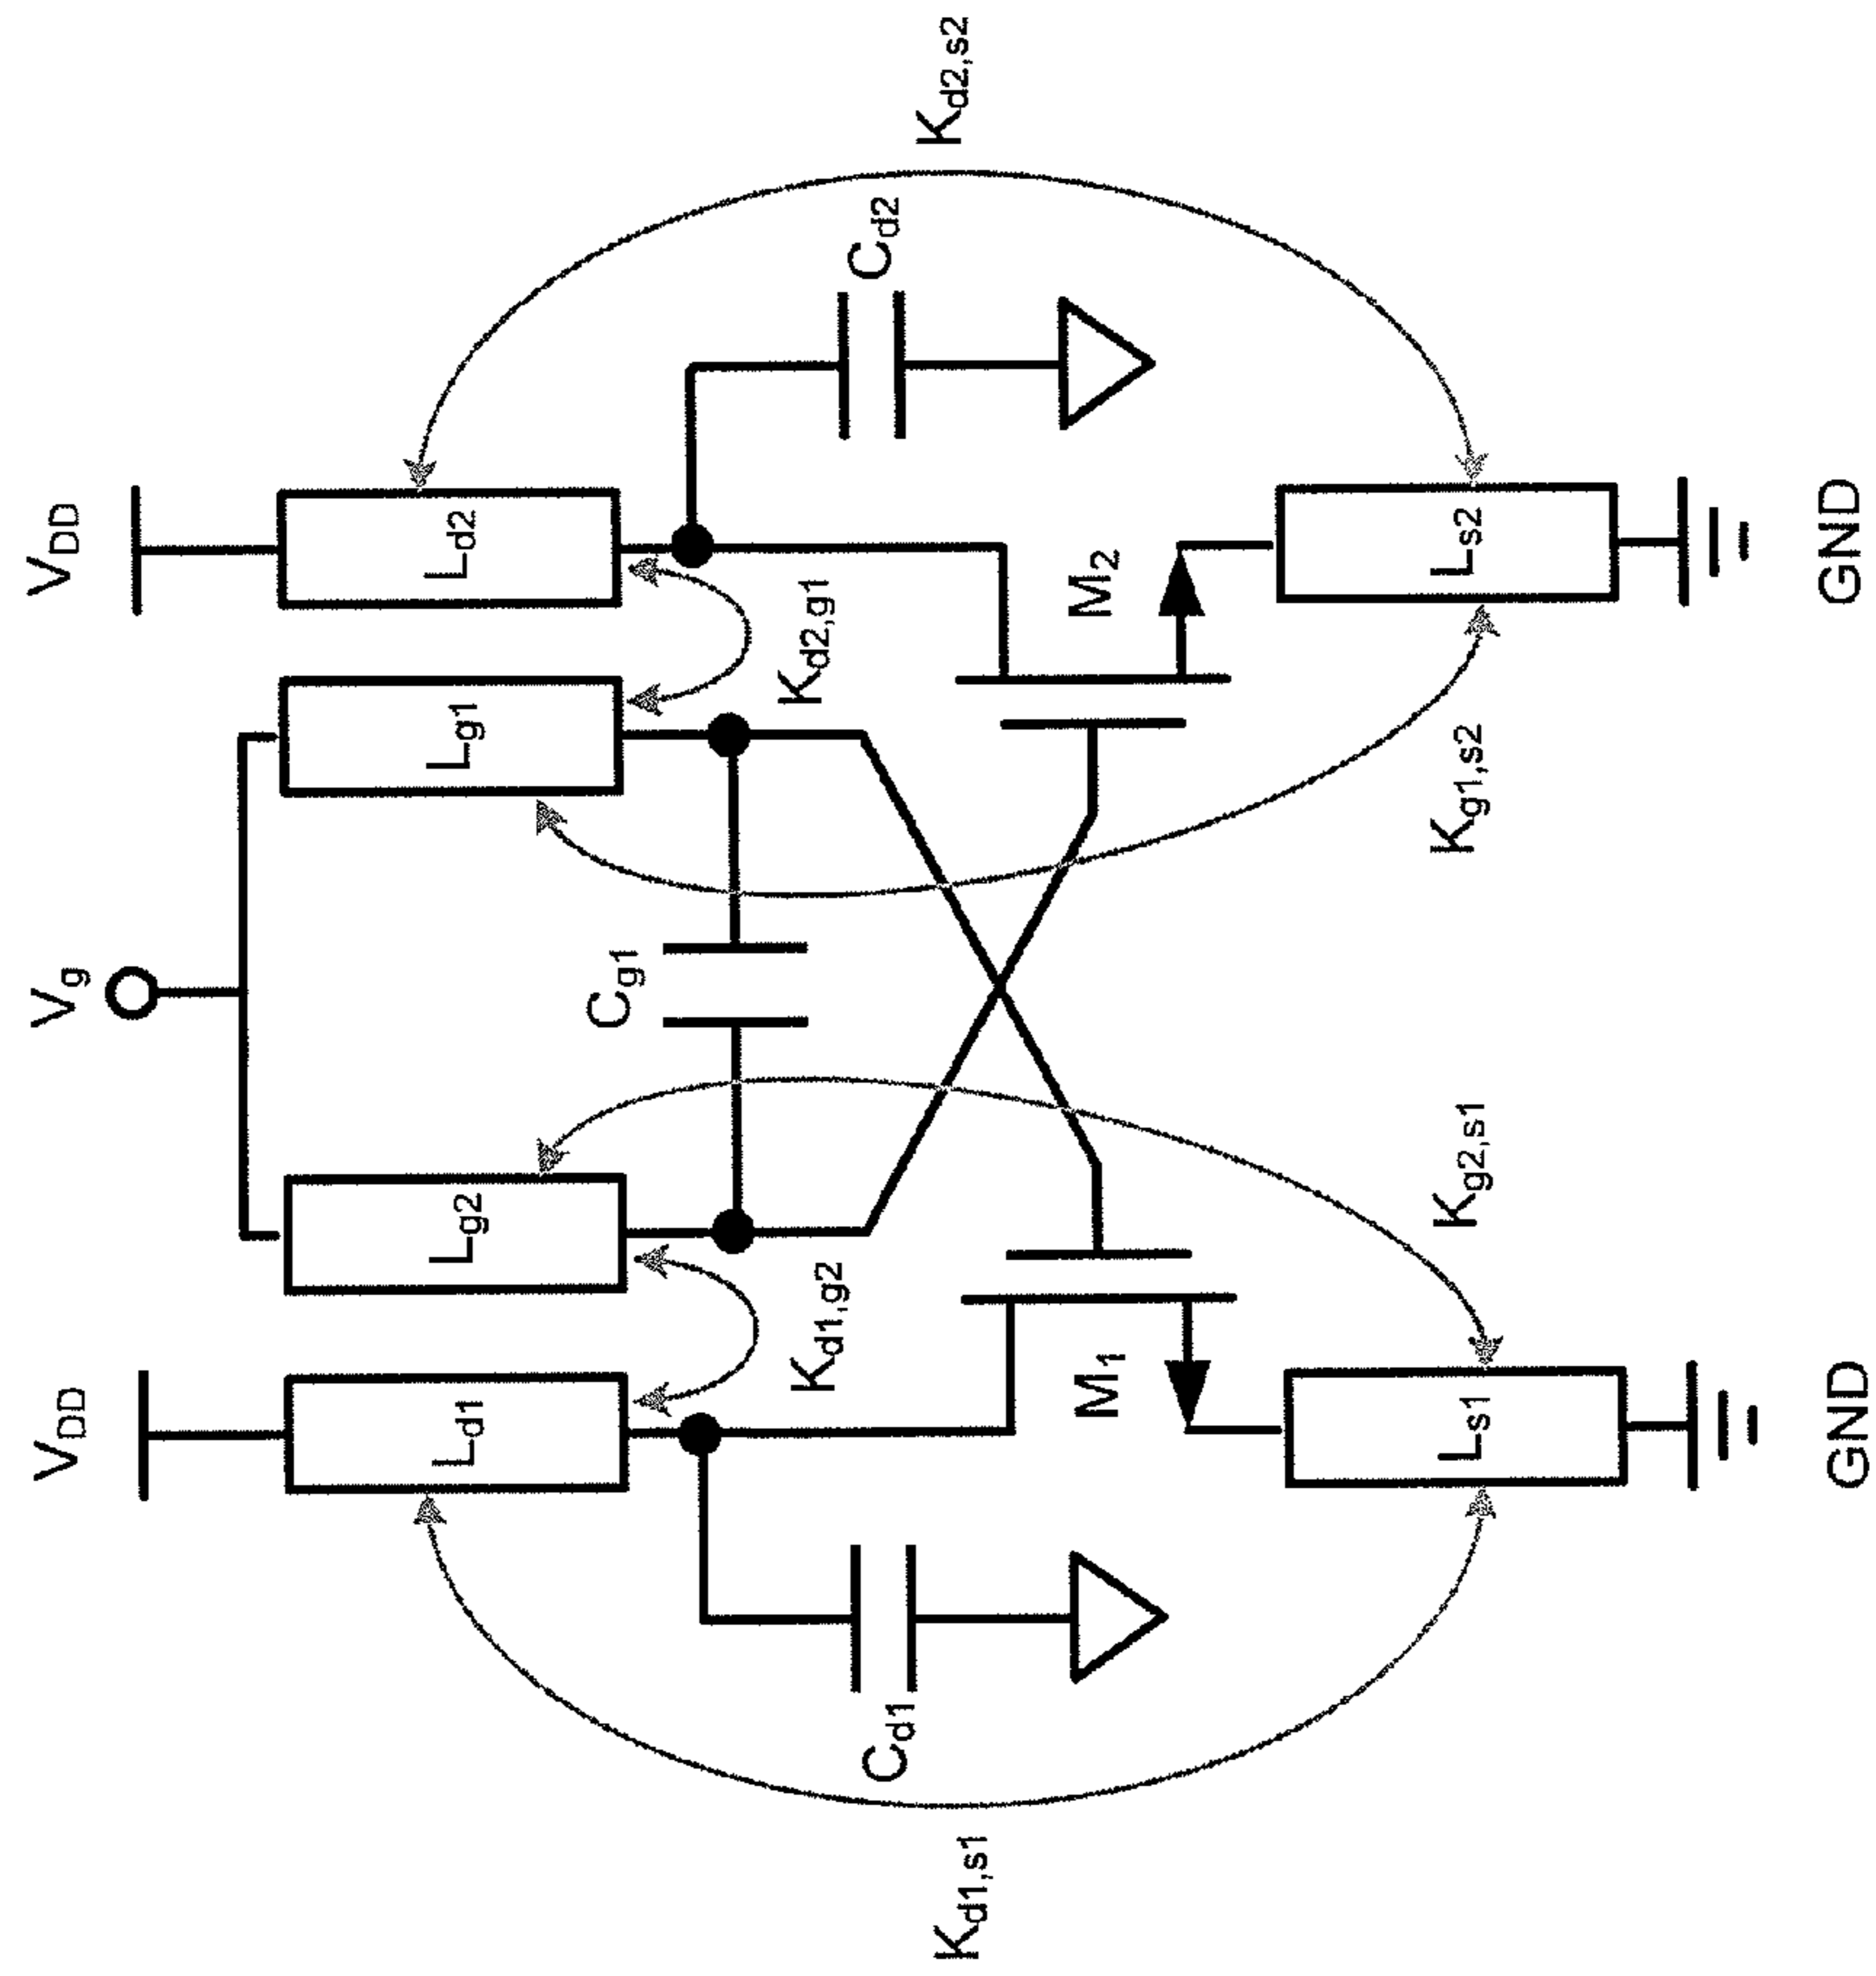 V_DD
V_g
V_DD
L_d1
L_g2
L_g1
L_d2
C_g1
K_d1,g2
K_d2,g1
C_d1
C_d2
K_d1,s1
K_d2,s2
M_1
M_2
L_s1
K_g2,s1
K_g1,s2
L_s2
GND
GND